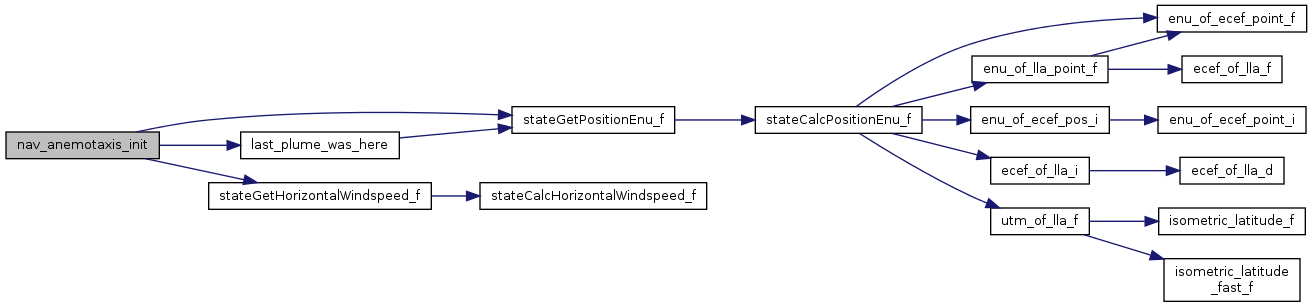 nav_anemotaxis_init
last_plume_was_here
stateGetHorizontalWindspeed_f
stateGetPositionEnu_f
stateCalcHorizontalWindspeed_f
stateCalcPositionEnu_f
enu_of_lla_point_f
enu_of_ecef_pos_i
ecef_of_lla_i
utm_of_lla_f
enu_of_ecef_point_f
ecef_of_lla_f
enu_of_ecef_point_i
ecef_of_lla_d
isometric_latitude_f
isometric_latitude
_fast_f